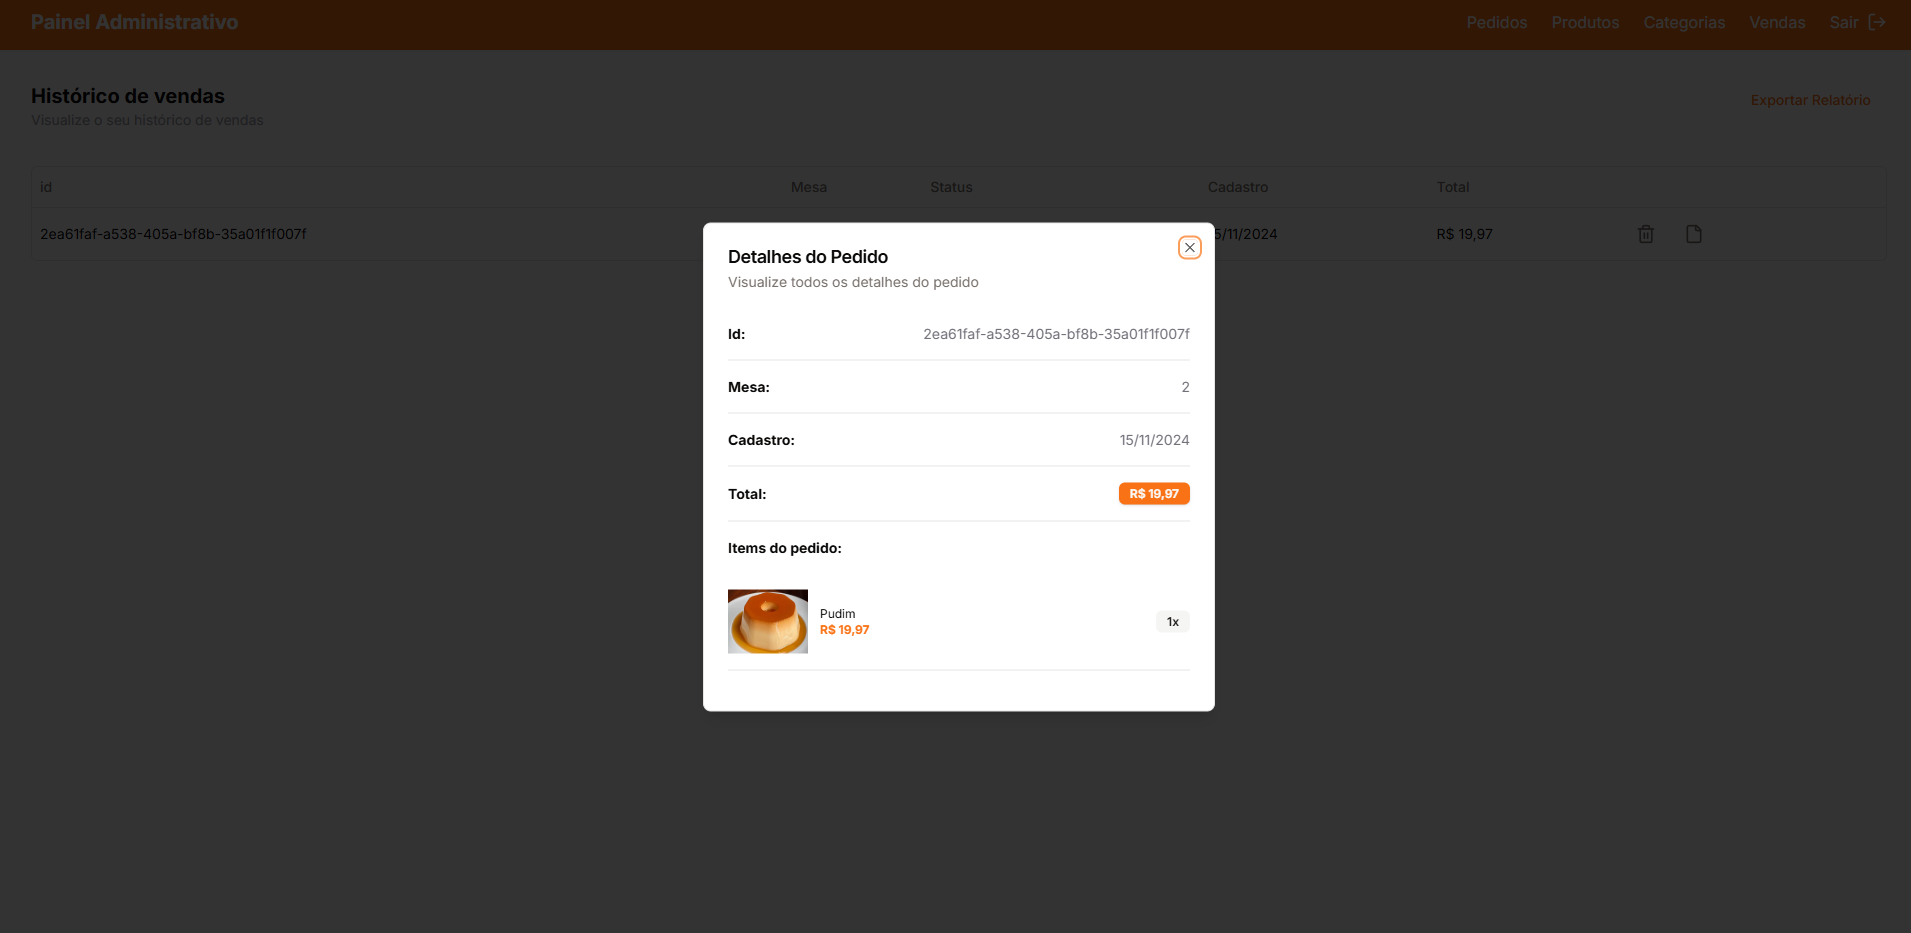 Painel Administrativo
Pedidos Produtos Categorias Vendas Sair
Histórico de vendas
Visualize o seu histórico de vendas
Exportar Relatório
id Mesa Status Cadastro Total
2ea61faf-a538-405a-bf8b-35a01f1f007f 5/11/2024 R$ 19,97
Detalhes do Pedido
Visualize todos os detalhes do pedido
Id: 2ea61faf-a538-405a-bf8b-35a01f1f007f
Mesa: 2
Cadastro: 15/11/2024
Total: R$ 19,97
Items do pedido:
Pudim
R$ 19,97
1x